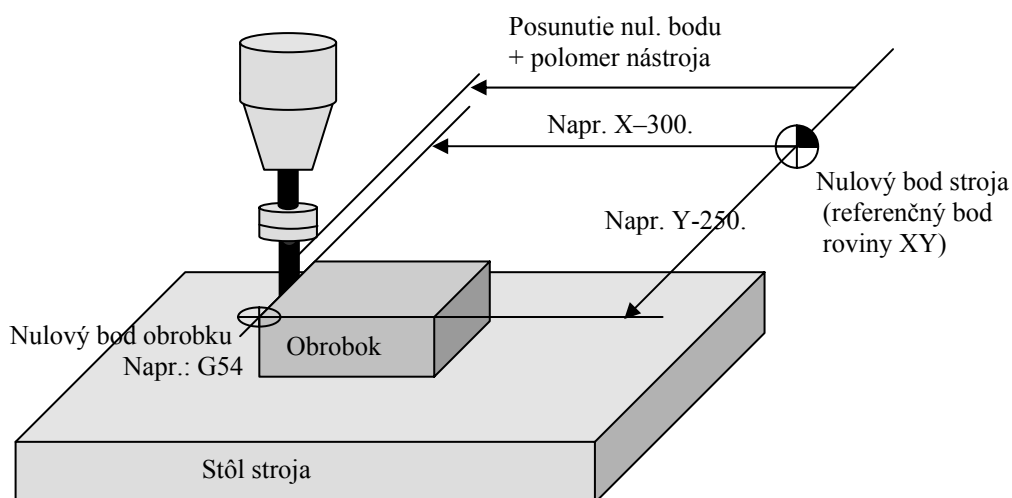 Posunutie nul. bodu
+ polomer nástroja
Napr. X–300.
Nulový bod stroja
(referenčný bod
roviny XY)
Napr. Y-250.
Nulový bod obrobku
Napr.: G54
Obrobok
Stôl stroja